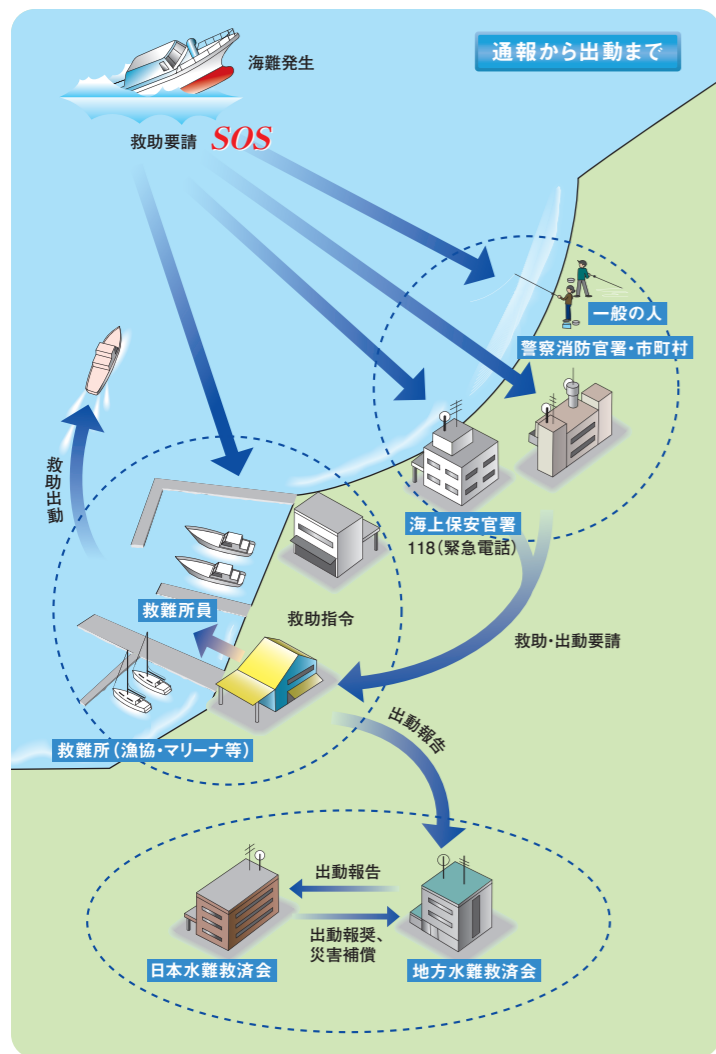 通報から出動まで
海難発生
救助要請 SOS
一般の人
警察消防官署・市町村
海上保安官署
118(緊急電話)
救助出動
救難所員
救助指令
救助・出動要請
救難所(漁協・マリーナ等)
出動報告
出動報告
出動報奨、
災害補償
日本水難救済会
地方水難救済会